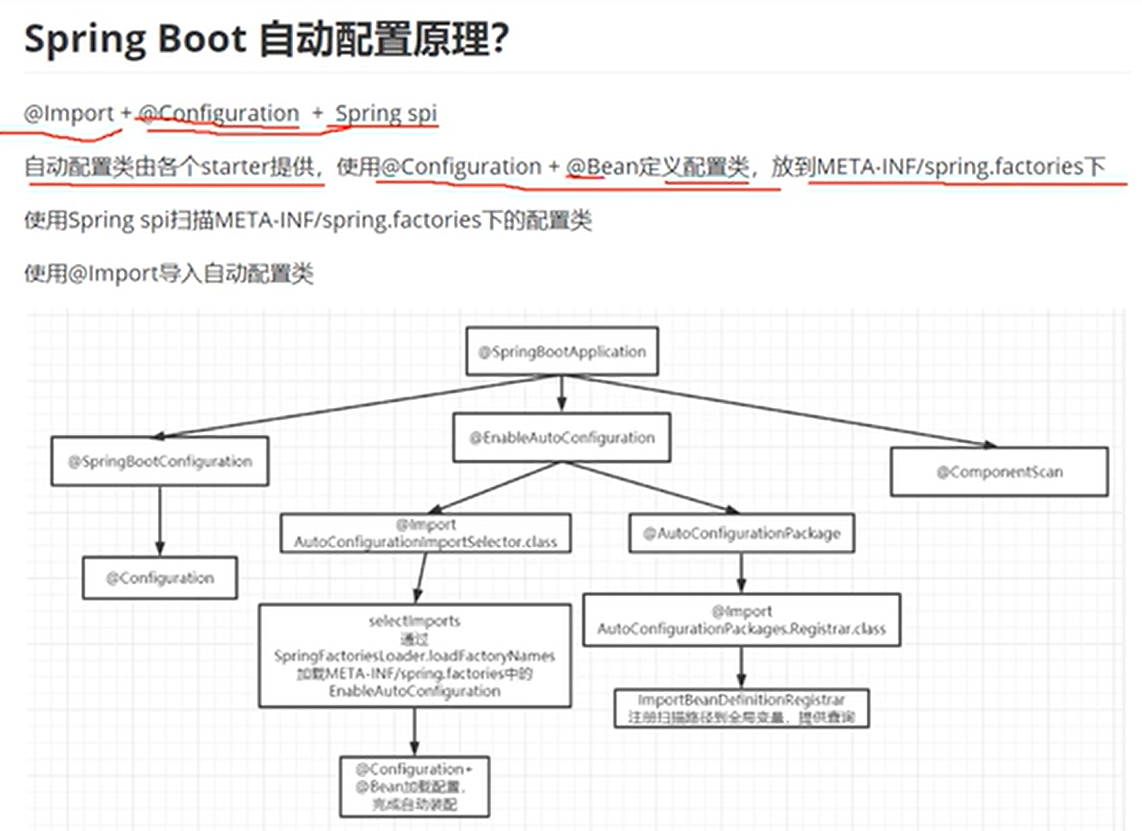 Spring Boot 自动配置原理?
@Import + @Configuration + Spring spi
自动配置类由各个starter提供，使用@Configuration + @Bean定义配置类，放到META-INF/spring.factories下
使用Spring spi扫描META-INF/spring.factories下的配置类
使用@Import导入自动配置类
@SpringBootApplication
@SpringBootConfiguration
@EnableAutoConfiguration
@ComponentScan
@Configuration
@Import
AutoConfigurationImportSelector.class
@AutoConfigurationPackage
selectImports
通过
SpringFactoriesLoader.loadFactoryNames
加载META-INF/spring.factories中的
EnableAutoConfiguration
@Import
AutoConfigurationPackages.Registrar.class
ImportBeanDefinitionRegistrar
注册扫描路径到全局变量，提供查询
@Configuration+
@Bean加载配置，
完成自动装配